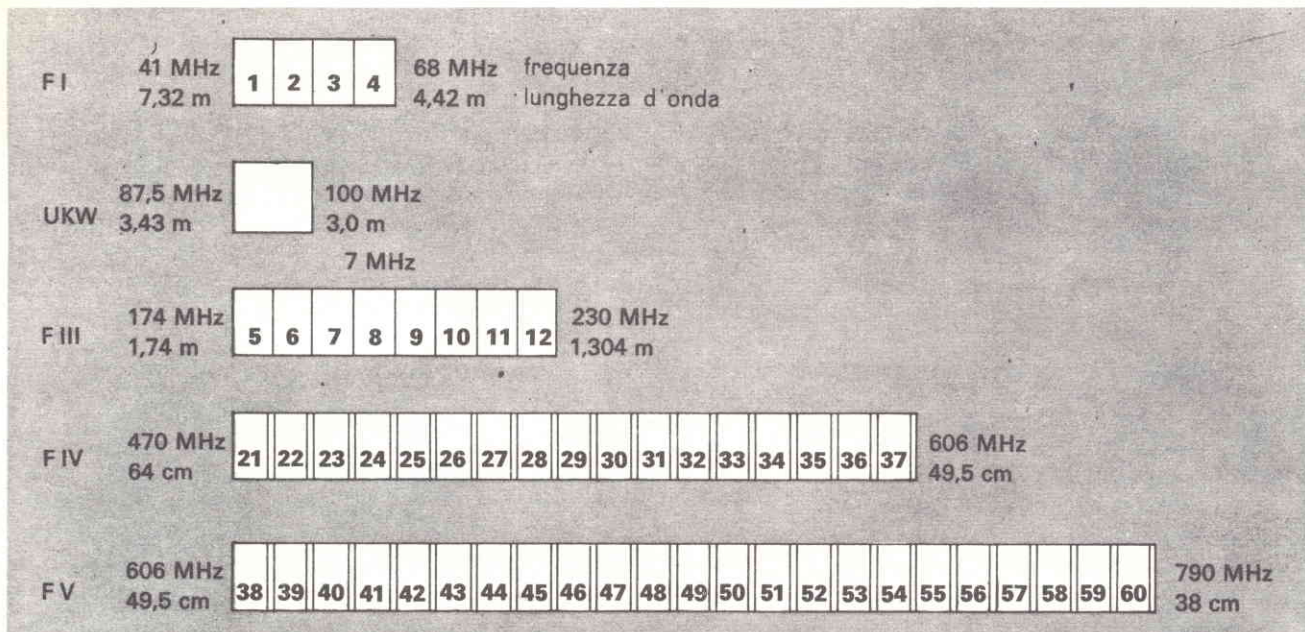 F I
41 MHz
7,32 m
1 2 3 4
68 MHz frequenza
4,42 m lunghezza d'onda
UKW
87,5 MHz
3,43 m
100 MHz
3,0 m
7 MHz
F III
174 MHz
1,74 m
5 6 7 8 9 10 11 12
230 MHz
1,304 m
F IV
470 MHz
64 cm
21 22 23 24 25 26 27 28 29 30 31 32 33 34 35 36 37
606 MHz
49,5 cm
F V
606 MHz
49,5 cm
38 39 40 41 42 43 44 45 46 47 48 49 50 51 52 53 54 55 56 57 58 59 60
790 MHz
38 cm